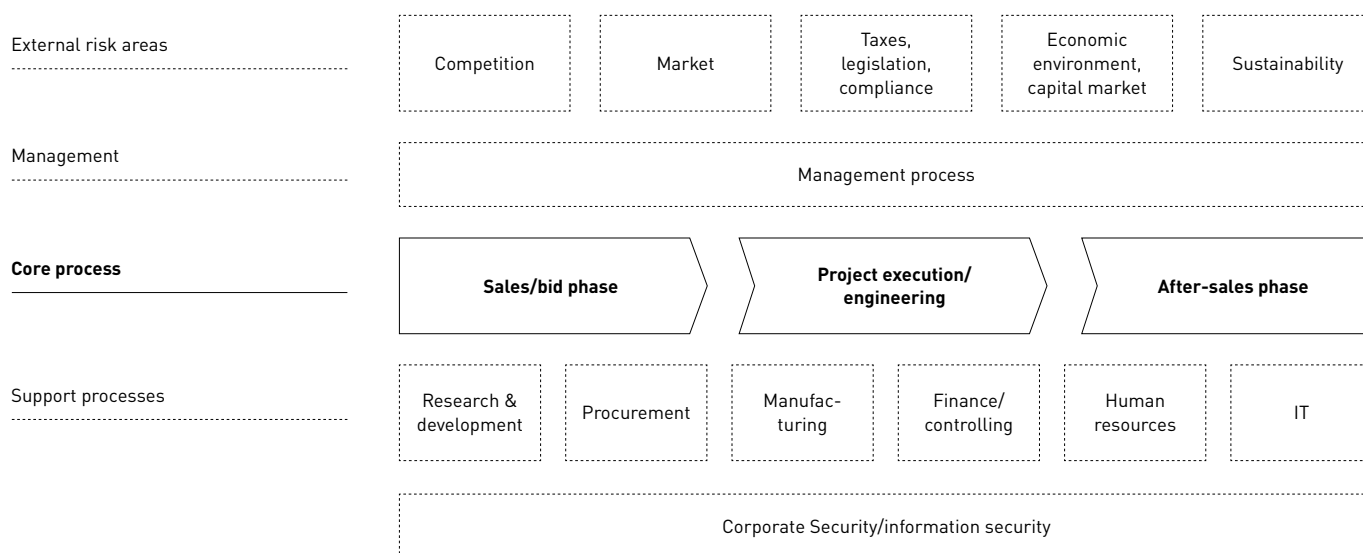 External risk areas
Competition
Market
Taxes,
legislation,
compliance
Economic
environment,
capital market
Sustainability
Management
Management process
Core process
Sales/bid phase
Project execution/
engineering
After-sales phase
Support processes
Research &
development
Procurement
Manufac-
turing
Finance/
controlling
Human
resources
IT
Corporate Security/information security